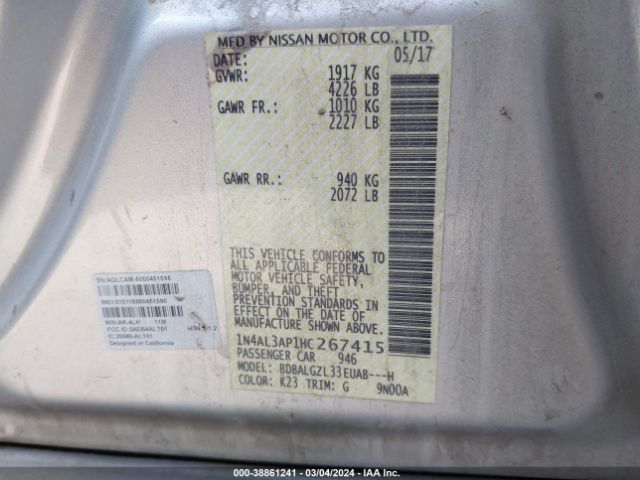 MFD BY NISSAN MOTOR CO., LTD.
DATE: 05/17
GVWR: 1917 KG
4226 LB
GAWR FR.: 1010 KG
2227 LB
GAWR RR.: 940 KG
2072 LB
THIS VEHICLE CONFORMS TO
ALL APPLICABLE FEDERAL
MOTOR VEHICLE SAFETY,
BUMPER, AND THEFT
PREVENTION STANDARDS IN
EFFECT ON THE DATE OF
MANUFACTURE SHOWN ABOVE.
1N4AL3AP1HC267415
PASSENGER CAR 946
MODEL: BDBALGZL33EUAB---H
COLOR: K23 TRIM: G 9N00A
Designed in California
000-38861241 - 03/04/2024 - IAA Inc.